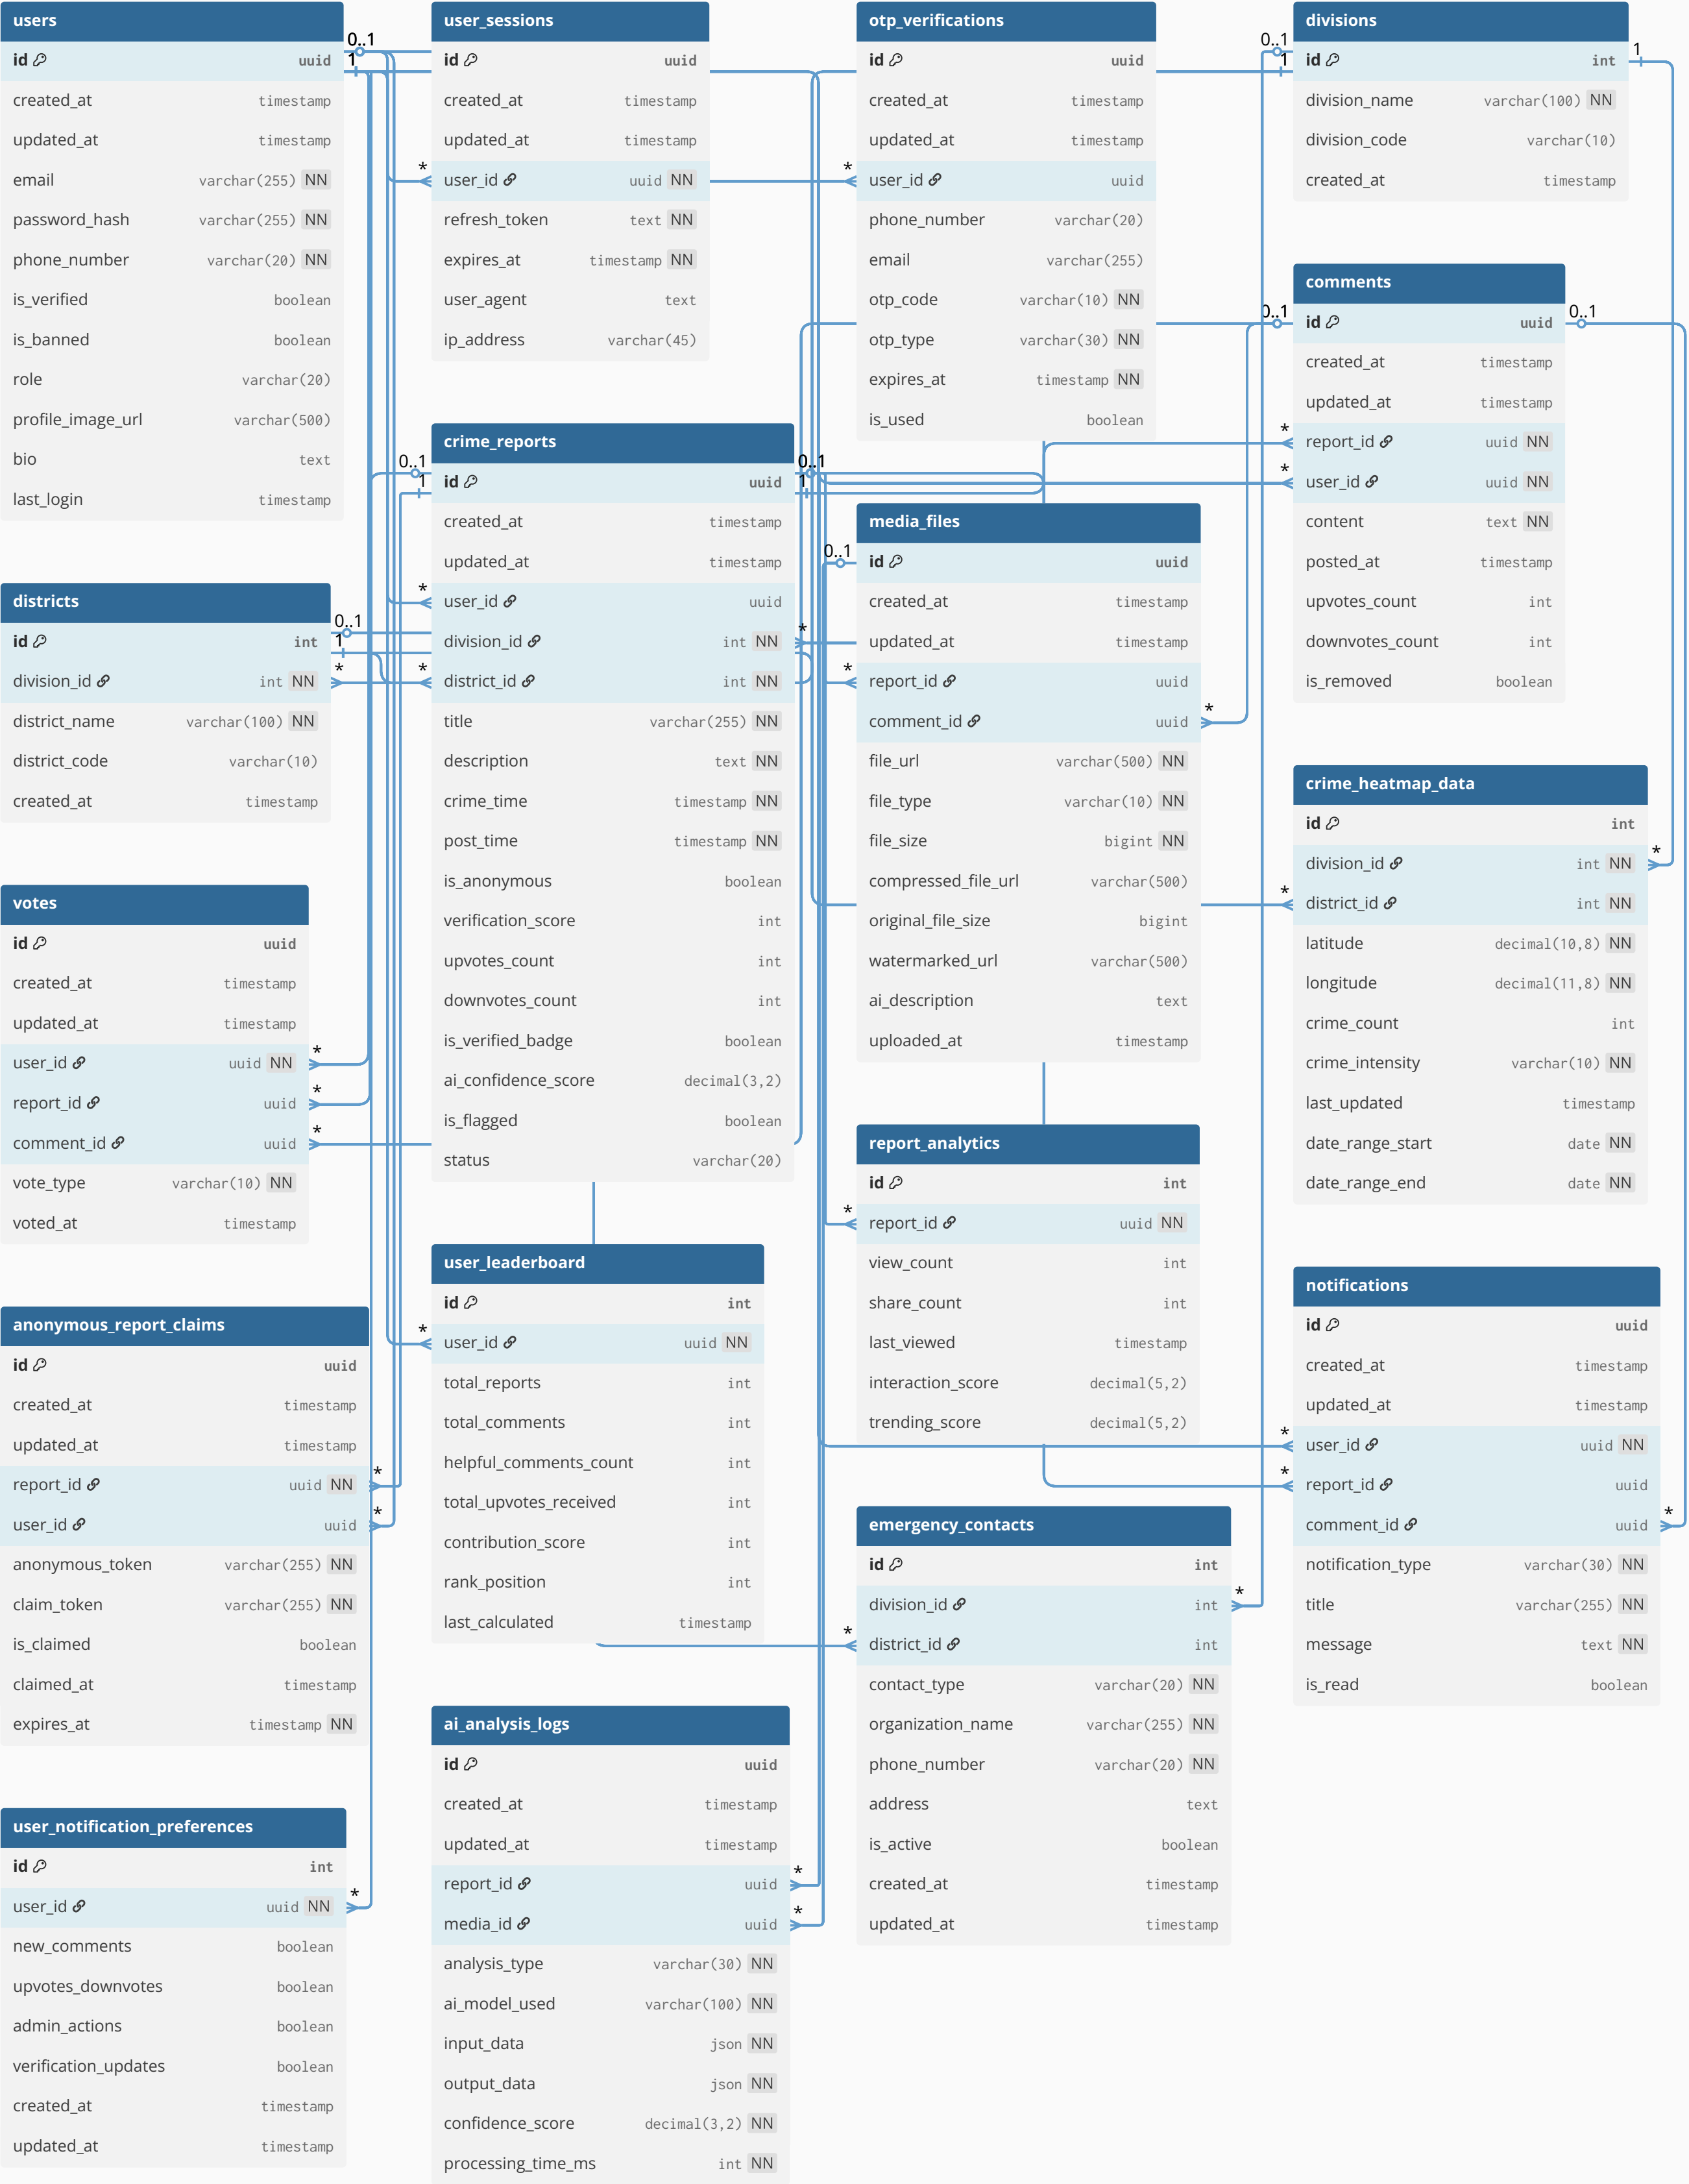 users
id uuid
created_at timestamp
updated_at timestamp
email varchar(255) NN
password_hash varchar(255) NN
phone_number varchar(20) NN
is_verified boolean
is_banned boolean
role varchar(20)
profile_image_url varchar(500)
bio text
last_login timestamp
0..1
1
user_sessions
id uuid
created_at timestamp
updated_at timestamp
* user_id uuid NN
refresh_token text NN
expires_at timestamp NN
user_agent text
ip_address varchar(45)
otp_verifications
id uuid
created_at timestamp
updated_at timestamp
* user_id uuid
phone_number varchar(20)
email varchar(255)
otp_code varchar(10) NN
otp_type varchar(30) NN
expires_at timestamp NN
is_used boolean
divisions
0..1
1
id int
1
division_name varchar(100) NN
division_code varchar(10)
created_at timestamp
comments
0..1
id uuid
0..1
created_at timestamp
updated_at timestamp
* report_id uuid NN
* user_id uuid NN
content text NN
posted_at timestamp
upvotes_count int
downvotes_count int
is_removed boolean
crime_reports
0..1
1
id uuid
0..1
1
created_at timestamp
updated_at timestamp
* user_id uuid
division_id int NN *
* district_id int NN
title varchar(255) NN
description text NN
crime_time timestamp NN
post_time timestamp NN
is_anonymous boolean
verification_score int
upvotes_count int
downvotes_count int
is_verified_badge boolean
ai_confidence_score decimal(3,2)
is_flagged boolean
status varchar(20)
media_files
0..1
id uuid
created_at timestamp
updated_at timestamp
* report_id uuid
comment_id uuid *
file_url varchar(500) NN
file_type varchar(10) NN
file_size bigint NN
compressed_file_url varchar(500)
original_file_size bigint
watermarked_url varchar(500)
ai_description text
uploaded_at timestamp
districts
id int
0..1
1
division_id int NN *
district_name varchar(100) NN
district_code varchar(10)
created_at timestamp
crime_heatmap_data
id int
division_id int NN *
* district_id int NN
latitude decimal(10,8) NN
longitude decimal(11,8) NN
crime_count int
crime_intensity varchar(10) NN
last_updated timestamp
date_range_start date NN
date_range_end date NN
votes
id uuid
created_at timestamp
updated_at timestamp
user_id uuid NN *
report_id uuid *
comment_id uuid *
vote_type varchar(10) NN
voted_at timestamp
report_analytics
id int
* report_id uuid NN
view_count int
share_count int
last_viewed timestamp
interaction_score decimal(5,2)
trending_score decimal(5,2)
user_leaderboard
id int
* user_id uuid NN
total_reports int
total_comments int
helpful_comments_count int
total_upvotes_received int
contribution_score int
rank_position int
last_calculated timestamp
notifications
id uuid
created_at timestamp
updated_at timestamp
* user_id uuid NN
* report_id uuid
comment_id uuid *
notification_type varchar(30) NN
title varchar(255) NN
message text NN
is_read boolean
anonymous_report_claims
id uuid
created_at timestamp
updated_at timestamp
report_id uuid NN *
user_id uuid *
anonymous_token varchar(255) NN
claim_token varchar(255) NN
is_claimed boolean
claimed_at timestamp
expires_at timestamp NN
emergency_contacts
id int
division_id int *
* district_id int
contact_type varchar(20) NN
organization_name varchar(255) NN
phone_number varchar(20) NN
address text
is_active boolean
created_at timestamp
updated_at timestamp
ai_analysis_logs
id uuid
created_at timestamp
updated_at timestamp
report_id uuid *
media_id uuid *
analysis_type varchar(30) NN
ai_model_used varchar(100) NN
input_data json NN
output_data json NN
confidence_score decimal(3,2) NN
processing_time_ms int NN
user_notification_preferences
id int
user_id uuid NN *
new_comments boolean
upvotes_downvotes boolean
admin_actions boolean
verification_updates boolean
created_at timestamp
updated_at timestamp